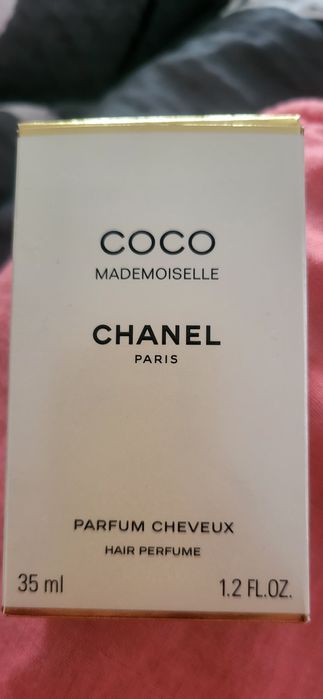 COCO
MADEMOISELLE
CHANEL
PARIS
PARFUM CHEVEUX
HAIR PERFUME
35 ml 1.2 FL.OZ.